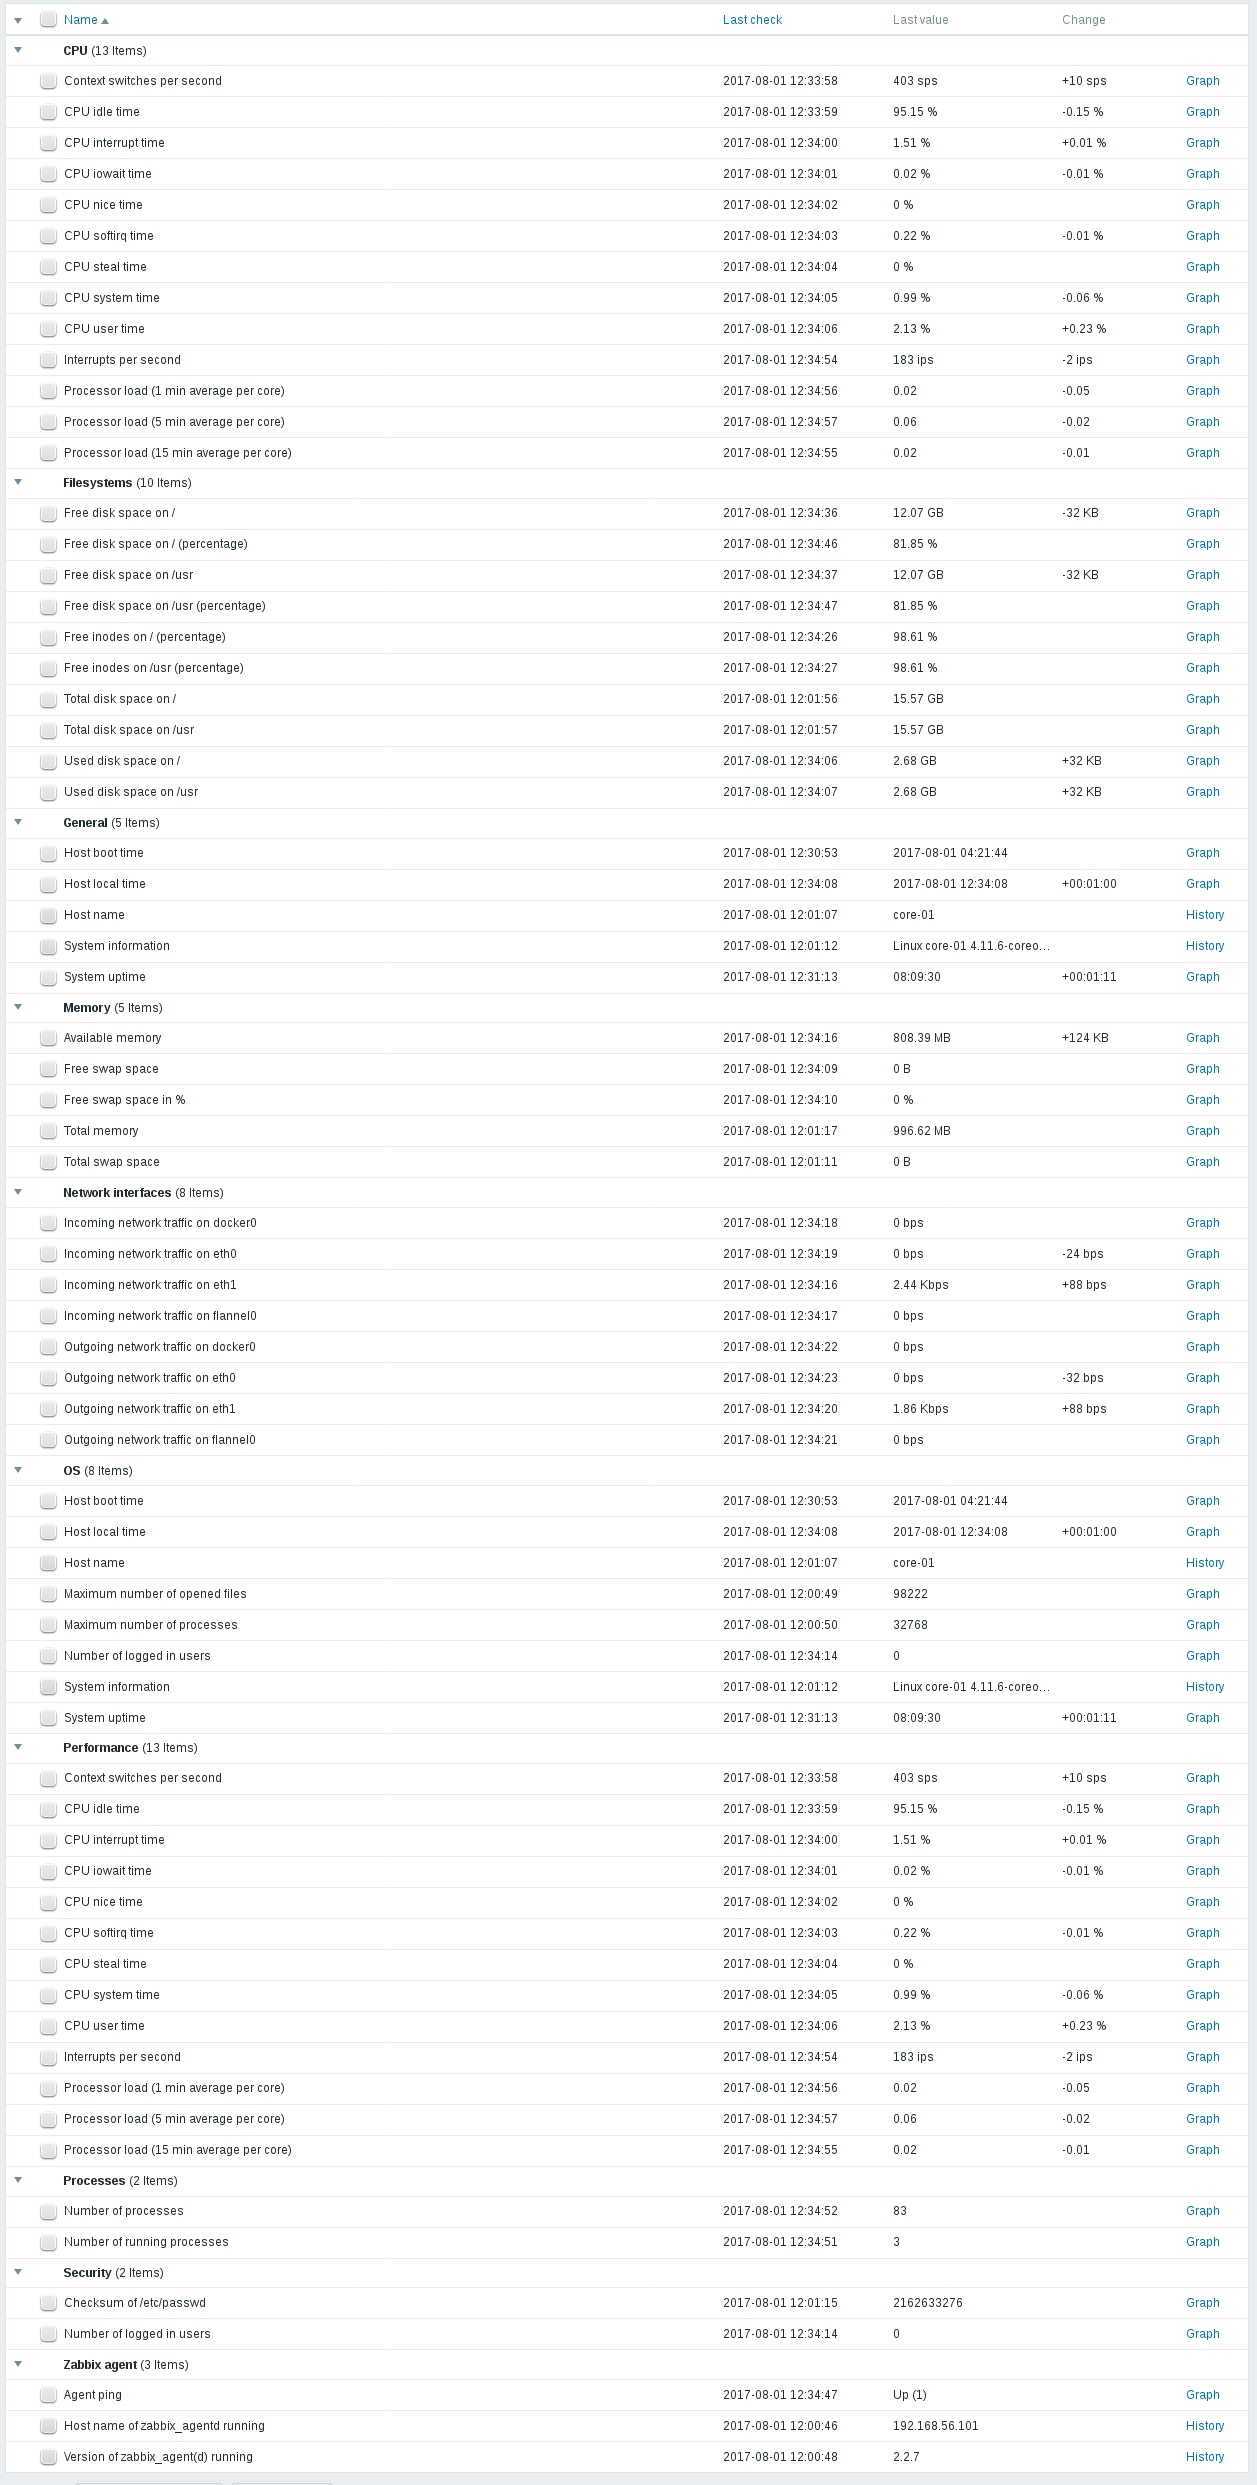 Name Last check Last value Change
CPU (13 Items)
Context switches per second 2017-08-01 12:33:58 403 sps +10 sps Graph
CPU idle time 2017-08-01 12:33:59 95.15 % -0.15 % Graph
CPU interrupt time 2017-08-01 12:34:00 1.51 % +0.01 % Graph
CPU iowait time 2017-08-01 12:34:01 0.02 % -0.01 % Graph
CPU nice time 2017-08-01 12:34:02 0 % Graph
CPU softirq time 2017-08-01 12:34:03 0.22 % -0.01 % Graph
CPU steal time 2017-08-01 12:34:04 0 % Graph
CPU system time 2017-08-01 12:34:05 0.99 % -0.06 % Graph
CPU user time 2017-08-01 12:34:06 2.13 % +0.23 % Graph
Interrupts per second 2017-08-01 12:34:54 183 ips -2 ips Graph
Processor load (1 min average per core) 2017-08-01 12:34:56 0.02 -0.05 Graph
Processor load (5 min average per core) 2017-08-01 12:34:57 0.06 -0.02 Graph
Processor load (15 min average per core) 2017-08-01 12:34:55 0.02 -0.01 Graph
Filesystems (10 Items)
Free disk space on / 2017-08-01 12:34:36 12.07 GB -32 KB Graph
Free disk space on / (percentage) 2017-08-01 12:34:46 81.85 % Graph
Free disk space on /usr 2017-08-01 12:34:37 12.07 GB -32 KB Graph
Free disk space on /usr (percentage) 2017-08-01 12:34:47 81.85 % Graph
Free inodes on / (percentage) 2017-08-01 12:34:26 98.61 % Graph
Free inodes on /usr (percentage) 2017-08-01 12:34:27 98.61 % Graph
Total disk space on / 2017-08-01 12:01:56 15.57 GB Graph
Total disk space on /usr 2017-08-01 12:01:57 15.57 GB Graph
Used disk space on / 2017-08-01 12:34:06 2.68 GB +32 KB Graph
Used disk space on /usr 2017-08-01 12:34:07 2.68 GB +32 KB Graph
General (5 Items)
Host boot time 2017-08-01 12:30:53 2017-08-01 04:21:44 Graph
Host local time 2017-08-01 12:34:08 2017-08-01 12:34:08 +00:01:00 Graph
Host name 2017-08-01 12:01:07 core-01 History
System information 2017-08-01 12:01:12 Linux core-01 4.11.6-coreo... History
System uptime 2017-08-01 12:31:13 08:09:30 +00:01:11 Graph
Memory (5 Items)
Available memory 2017-08-01 12:34:16 808.39 MB +124 KB Graph
Free swap space 2017-08-01 12:34:09 0 B Graph
Free swap space in % 2017-08-01 12:34:10 0 % Graph
Total memory 2017-08-01 12:01:17 996.62 MB Graph
Total swap space 2017-08-01 12:01:11 0 B Graph
Network interfaces (8 Items)
Incoming network traffic on docker0 2017-08-01 12:34:18 0 bps Graph
Incoming network traffic on eth0 2017-08-01 12:34:19 0 bps -24 bps Graph
Incoming network traffic on eth1 2017-08-01 12:34:16 2.44 Kbps +88 bps Graph
Incoming network traffic on flannel0 2017-08-01 12:34:17 0 bps Graph
Outgoing network traffic on docker0 2017-08-01 12:34:22 0 bps Graph
Outgoing network traffic on eth0 2017-08-01 12:34:23 0 bps -32 bps Graph
Outgoing network traffic on eth1 2017-08-01 12:34:20 1.86 Kbps +88 bps Graph
Outgoing network traffic on flannel0 2017-08-01 12:34:21 0 bps Graph
OS (8 Items)
Host boot time 2017-08-01 12:30:53 2017-08-01 04:21:44 Graph
Host local time 2017-08-01 12:34:08 2017-08-01 12:34:08 +00:01:00 Graph
Host name 2017-08-01 12:01:07 core-01 History
Maximum number of opened files 2017-08-01 12:00:49 98222 Graph
Maximum number of processes 2017-08-01 12:00:50 32768 Graph
Number of logged in users 2017-08-01 12:34:14 0 Graph
System information 2017-08-01 12:01:12 Linux core-01 4.11.6-coreo... History
System uptime 2017-08-01 12:31:13 08:09:30 +00:01:11 Graph
Performance (13 Items)
Context switches per second 2017-08-01 12:33:58 403 sps +10 sps Graph
CPU idle time 2017-08-01 12:33:59 95.15 % -0.15 % Graph
CPU interrupt time 2017-08-01 12:34:00 1.51 % +0.01 % Graph
CPU iowait time 2017-08-01 12:34:01 0.02 % -0.01 % Graph
CPU nice time 2017-08-01 12:34:02 0 % Graph
CPU softirq time 2017-08-01 12:34:03 0.22 % -0.01 % Graph
CPU steal time 2017-08-01 12:34:04 0 % Graph
CPU system time 2017-08-01 12:34:05 0.99 % -0.06 % Graph
CPU user time 2017-08-01 12:34:06 2.13 % +0.23 % Graph
Interrupts per second 2017-08-01 12:34:54 183 ips -2 ips Graph
Processor load (1 min average per core) 2017-08-01 12:34:56 0.02 -0.05 Graph
Processor load (5 min average per core) 2017-08-01 12:34:57 0.06 -0.02 Graph
Processor load (15 min average per core) 2017-08-01 12:34:55 0.02 -0.01 Graph
Processes (2 Items)
Number of processes 2017-08-01 12:34:52 83 Graph
Number of running processes 2017-08-01 12:34:51 3 Graph
Security (2 Items)
Checksum of /etc/passwd 2017-08-01 12:01:15 2162633276 Graph
Number of logged in users 2017-08-01 12:34:14 0 Graph
Zabbix agent (3 Items)
Agent ping 2017-08-01 12:34:47 Up (1) Graph
Host name of zabbix_agentd running 2017-08-01 12:00:46 192.168.56.101 History
Version of zabbix_agent(d) running 2017-08-01 12:00:48 2.2.7 History